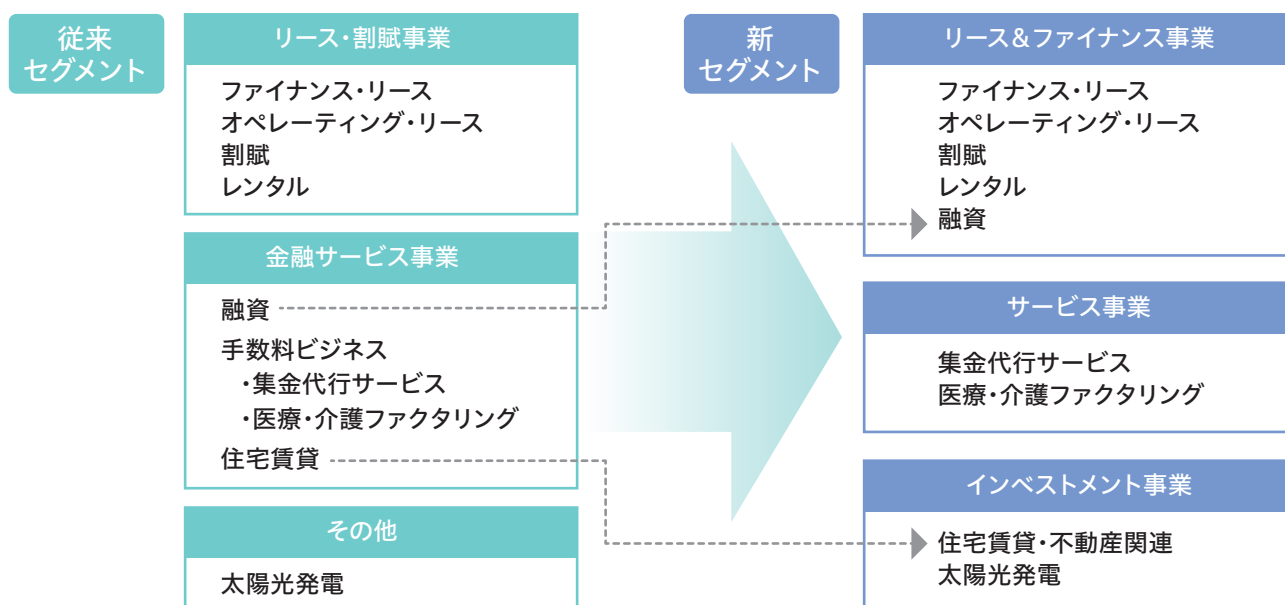 従来
セグメント
リース・割賦事業
ファイナンス・リース
オペレーティング・リース
割賦
レンタル
金融サービス事業
融資
手数料ビジネス
・集金代行サービス
・医療・介護ファクタリング
住宅賃貸
その他
太陽光発電
新
セグメント
リース&ファイナンス事業
ファイナンス・リース
オペレーティング・リース
割賦
レンタル
融資
サービス事業
集金代行サービス
医療・介護ファクタリング
インベストメント事業
住宅賃貸・不動産関連
太陽光発電